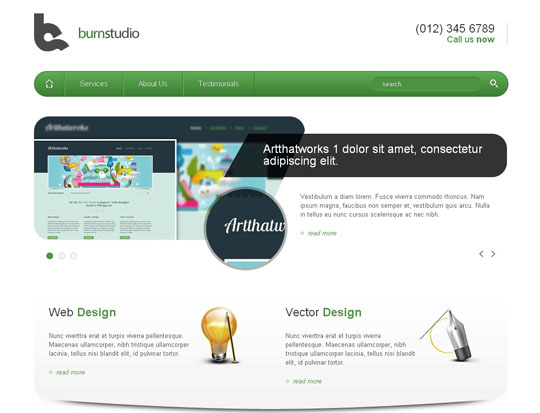 burnstudio
(012) 345 6789
Call us now
Services
About Us
Testimonials
search
Artthatworks
Artthatworks 1 dolor sit amet, consectetur
adipiscing elit.
Artthatw
Vestibulum a diam lorem. Fusce viverra commodo rhoncus. Nam
ipsum magna, faucibus non semper et, vestibulum quis arcu. Nulla
in tellus eu nunc cursus scelerisque ac nec nibh.
read more
Web Design
Nunc viverttra erat et turpis viverra pellentesque.
Maecenas ullamcorper, nibh tristique ullamcorper
lacinia, tellus nisi blandit elit, id pulvinar tortor.
read more
Vector Design
Nunc viverttra erat et turpis viverra
pellentesque. Maecenas ullamcorper, nibh
tristique ullamcorper lacinia, tellus nisi blandit
elit, id pulvinar tortor.
read more